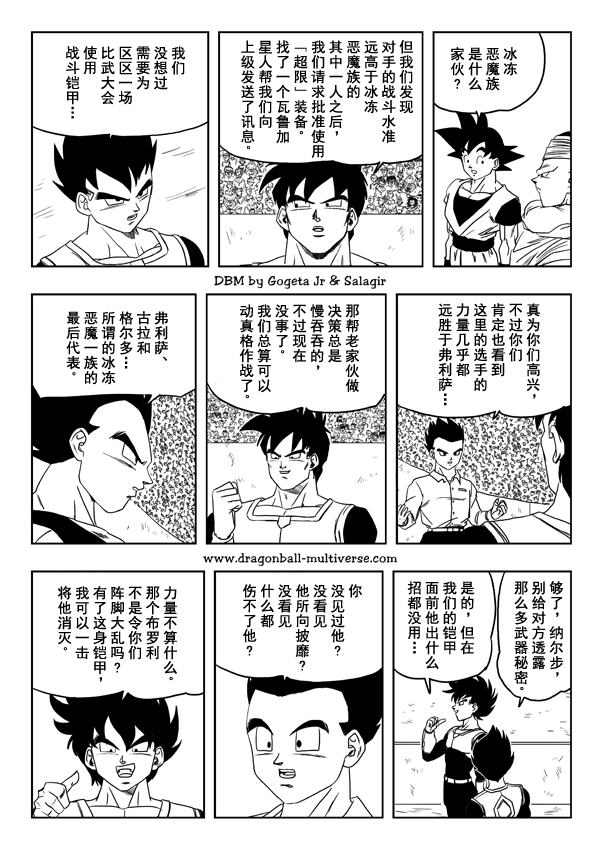 冰冻
恶魔族
是什么
家伙？
但我们发现
对手的战斗水准
远高于冰冻
恶魔族的
其中一人之后，
我们请求批准使用
「超限」装备。
找了一个瓦鲁加
星人帮我们向
上级发送了讯息。
我们
没想过
需要为
区区一场
比武大会
使用
战斗铠甲…
DBM by Gogeta Jr & Salagir
真为你们高兴，
不过你们
肯定也看到
这里的选手的
力量几乎都
远胜于弗利萨…
那帮老家伙做
决策总是
慢吞吞的，
不过现在
没事了。
我们总算可以
动真格作战了。
弗利萨、
古拉和
格尔多…
所谓的冰冻
恶魔一族的
最后代表。
www.dragonball-multiverse.com
够了，纳尔步，
别给对方透露
那么多武器秘密。
是的，但在
我们的铠甲
面前他出什么
招都没用…
你
没见过他？
没看见
他所向披靡？
没看见
什么都
伤不了他？
力量不算什么。
那个布罗利
不是令你们
阵脚大乱吗？
有了这身铠甲，
我可以一击
将他消灭。